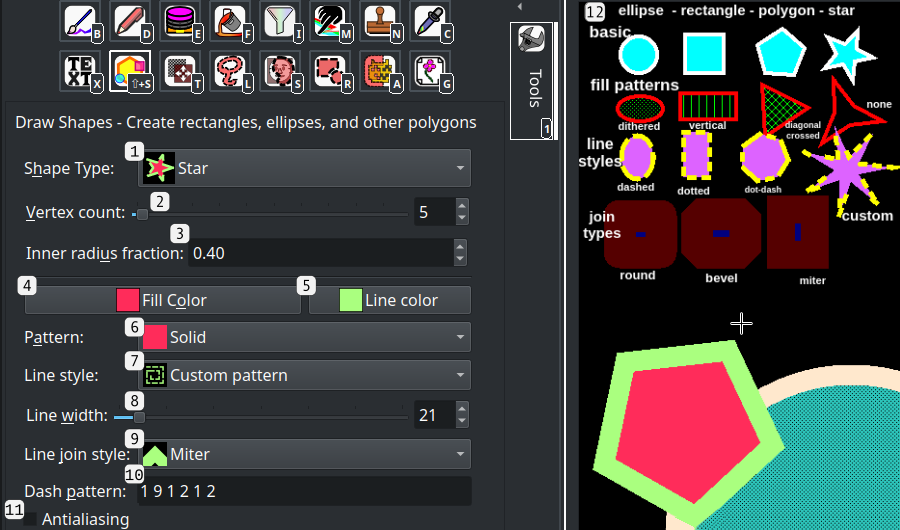 B D E F I M N C
TEXT X ⇧+S T L S R A G
Tools
1
Draw Shapes - Create rectangles, ellipses, and other polygons
1
Shape Type: Star
2
Vertex count: 5
3
Inner radius fraction: 0.40
4 5
Fill Color Line color
6
Pattern: Solid
7
Line style: Custom pattern
8
Line width: 21
9
Line join style: Miter
10
Dash pattern: 1 9 1 2 1 2
11
Antialiasing
12 ellipse - rectangle - polygon - star
basic
fill patterns
none
dithered vertical diagonal
crossed
line
styles
dashed dotted dot-dash
custom
join
types
round bevel miter